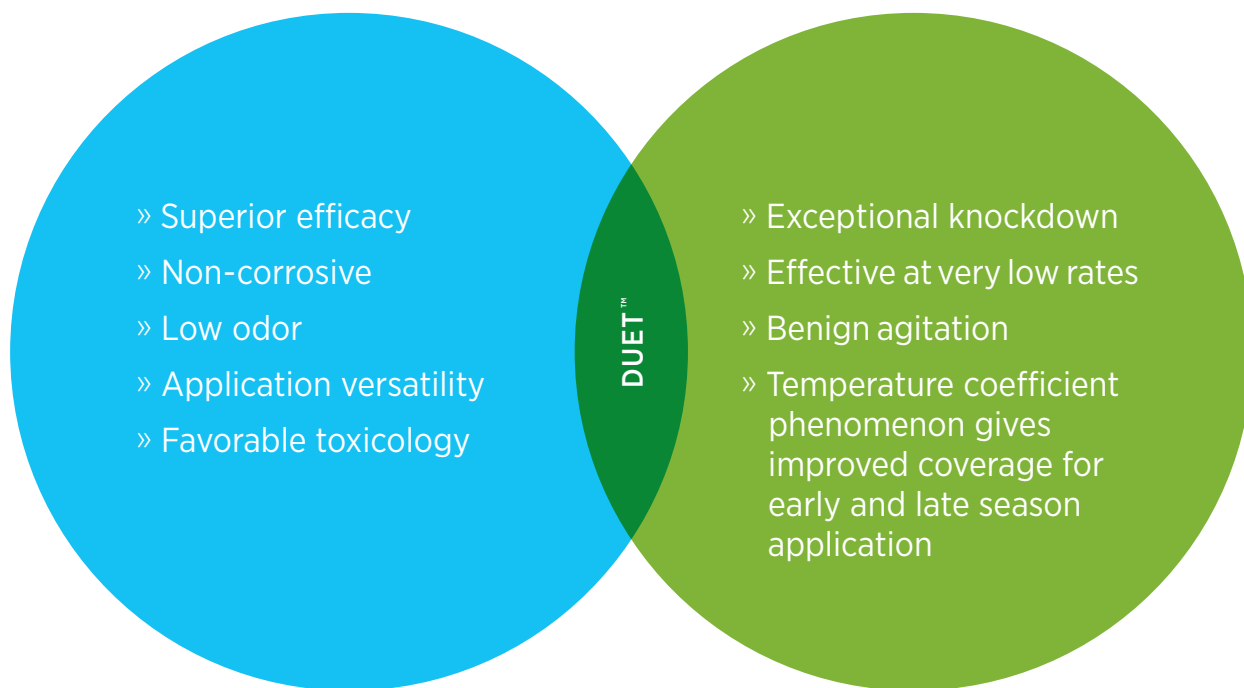 » Superior efficacy
» Non-corrosive
» Low odor
» Application versatility
» Favorable toxicology
DUET™
» Exceptional knockdown
» Effective at very low rates
» Benign agitation
» Temperature coefficient
phenomenon gives
improved coverage for
early and late season
application